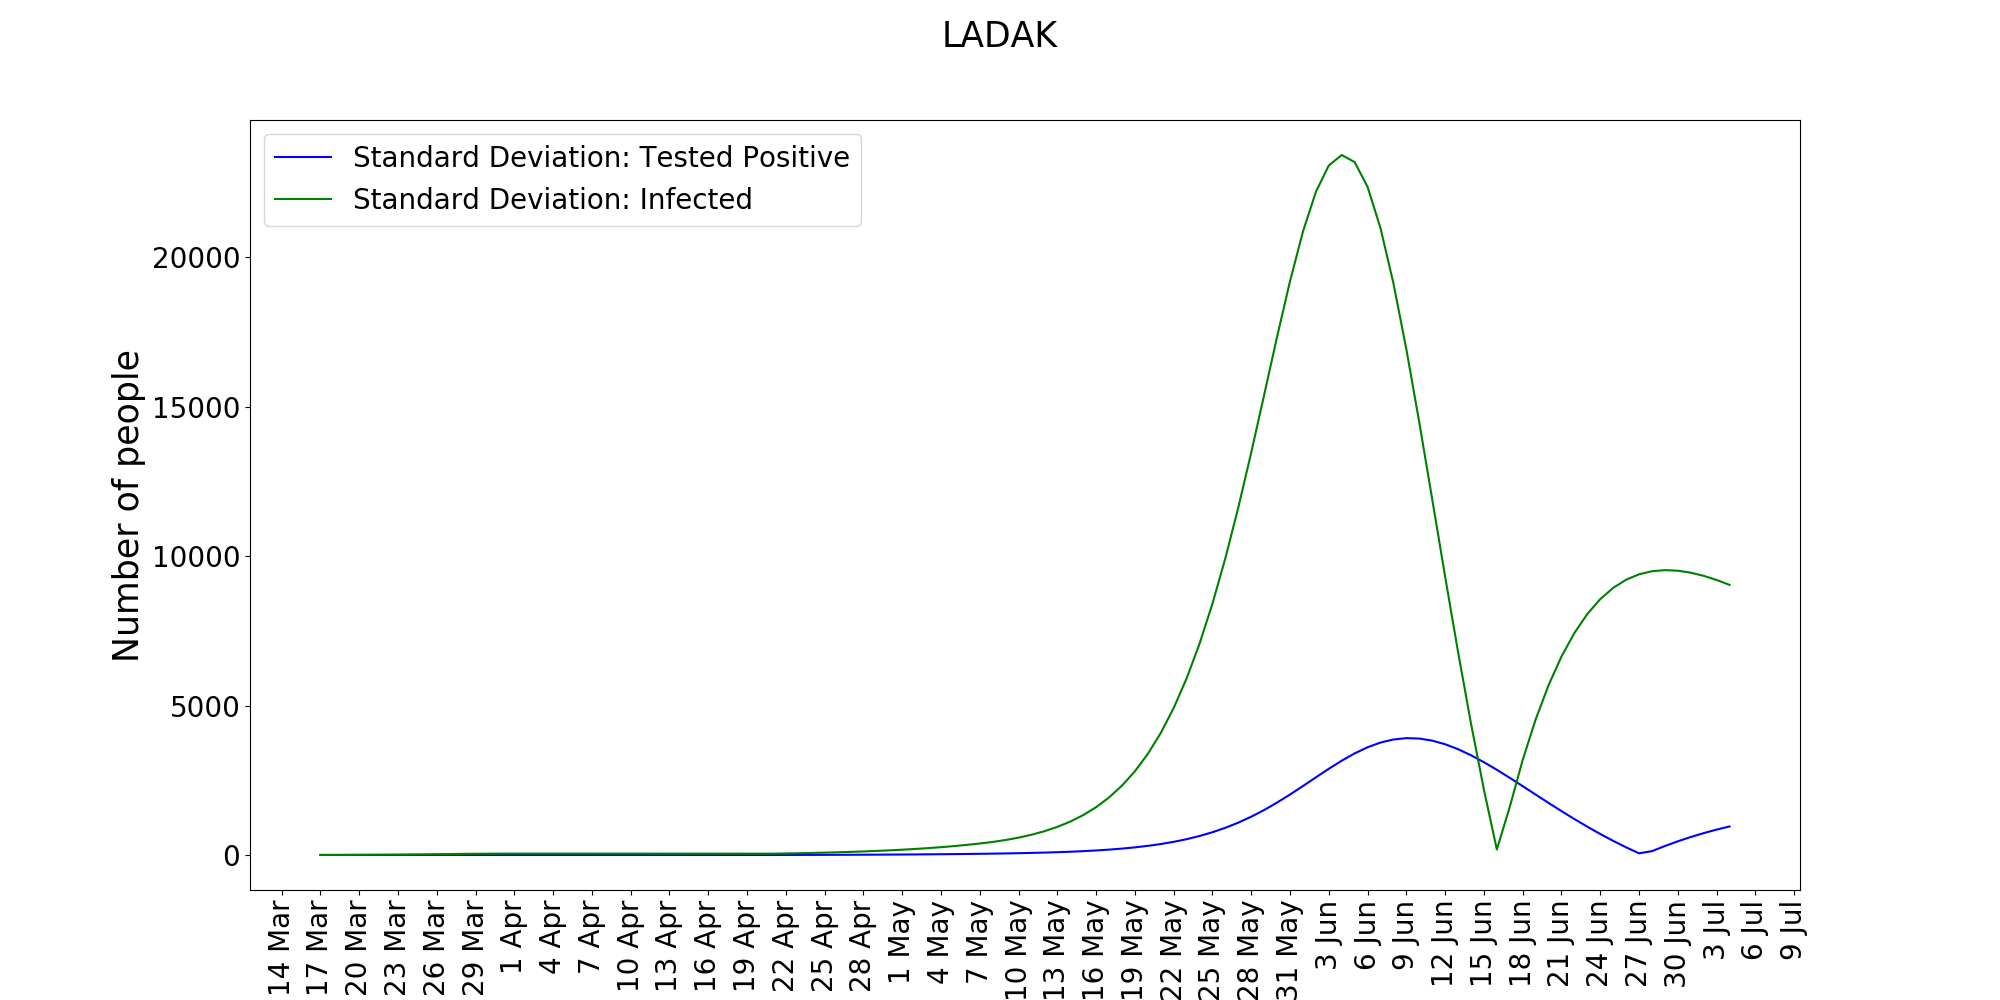 LADAK
Standard Deviation: Tested Positive
Standard Deviation: Infected
Number of people
20000
15000
10000
5000
0
14 Mar
17 Mar
20 Mar
23 Mar
26 Mar
29 Mar
1 Apr
4 Apr
7 Apr
10 Apr
13 Apr
16 Apr
19 Apr
22 Apr
25 Apr
28 Apr
1 May
4 May
7 May
10 May
13 May
16 May
19 May
22 May
25 May
28 May
31 May
3 Jun
6 Jun
9 Jun
12 Jun
15 Jun
18 Jun
21 Jun
24 Jun
27 Jun
30 Jun
3 Jul
6 Jul
9 Jul